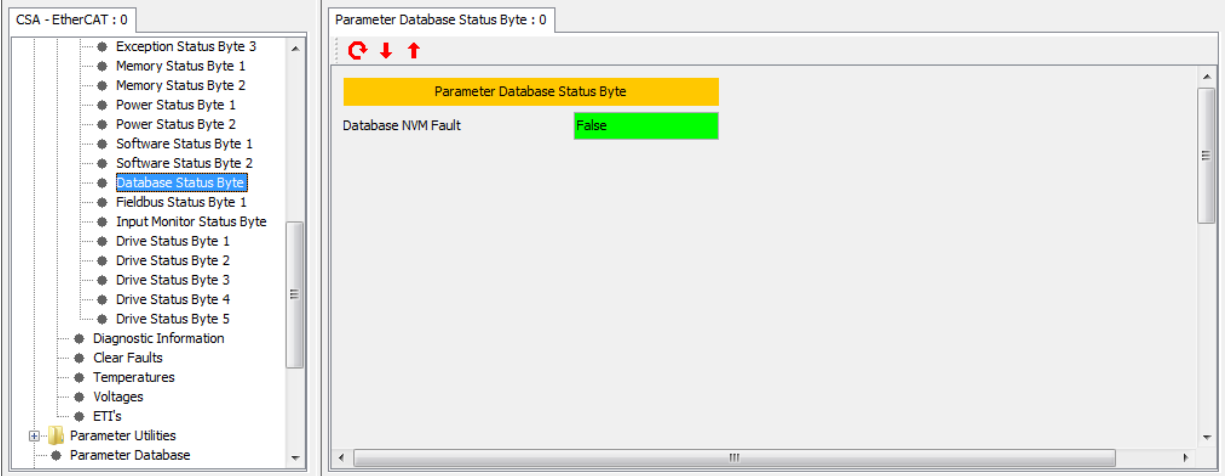 CSA - EtherCAT : 0
Exception Status Byte 3
Memory Status Byte 1
Memory Status Byte 2
Power Status Byte 1
Power Status Byte 2
Software Status Byte 1
Software Status Byte 2
Database Status Byte
Fieldbus Status Byte 1
Input Monitor Status Byte
Drive Status Byte 1
Drive Status Byte 2
Drive Status Byte 3
Drive Status Byte 4
Drive Status Byte 5
Diagnostic Information
Clear Faults
Temperatures
Voltages
ETI's
Parameter Utilities
Parameter Database
Parameter Database Status Byte : 0
Parameter Database Status Byte
Database NVM Fault False